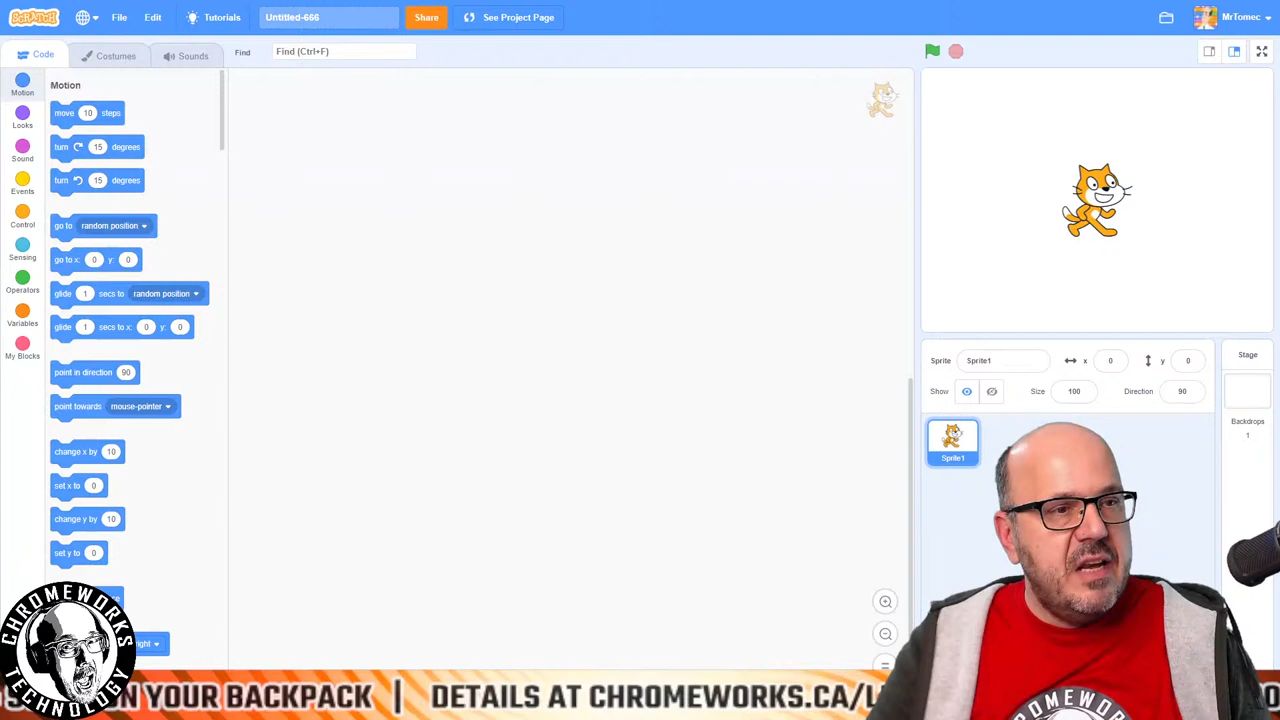 SCRATCH File Edit Tutorials Untitled-666 Share See Project Page MrTomec
Code Costumes Sounds Find Find (Ctrl+F)
Motion
Looks
Sound
Events
Control
Sensing
Operators
Variables
My Blocks
Motion
move 10 steps
turn 15 degrees
turn 15 degrees
go to random position
go to x: 0 y: 0
glide 1 secs to random position
glide 1 secs to x: 0 y: 0
point in direction 90
point towards mouse-pointer
change x by 10
set x to 0
change y by 10
set y to 0
Sprite Sprite1 x 0 y 0
Show Size 100 Direction 90
Sprite1
Stage
Backdrops
1
CHROMEWORKS
TECHNOLOGY
ON YOUR BACKPACK | DETAILS AT CHROMEWORKS.CA/L